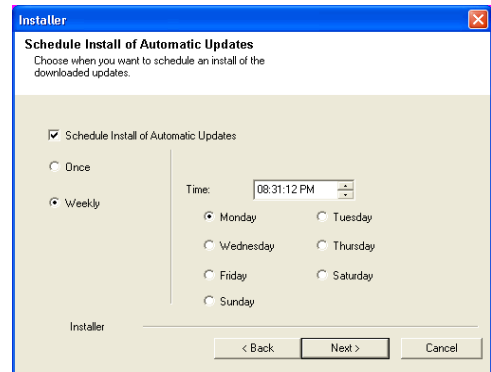 Installer
Schedule Install of Automatic Updates
Choose when you want to schedule an install of the
downloaded updates.
Schedule Install of Automatic Updates
Once
Weekly
Time: 08:31:12 PM
Monday Tuesday
Wednesday Thursday
Friday Saturday
Sunday
Installer
< Back Next > Cancel